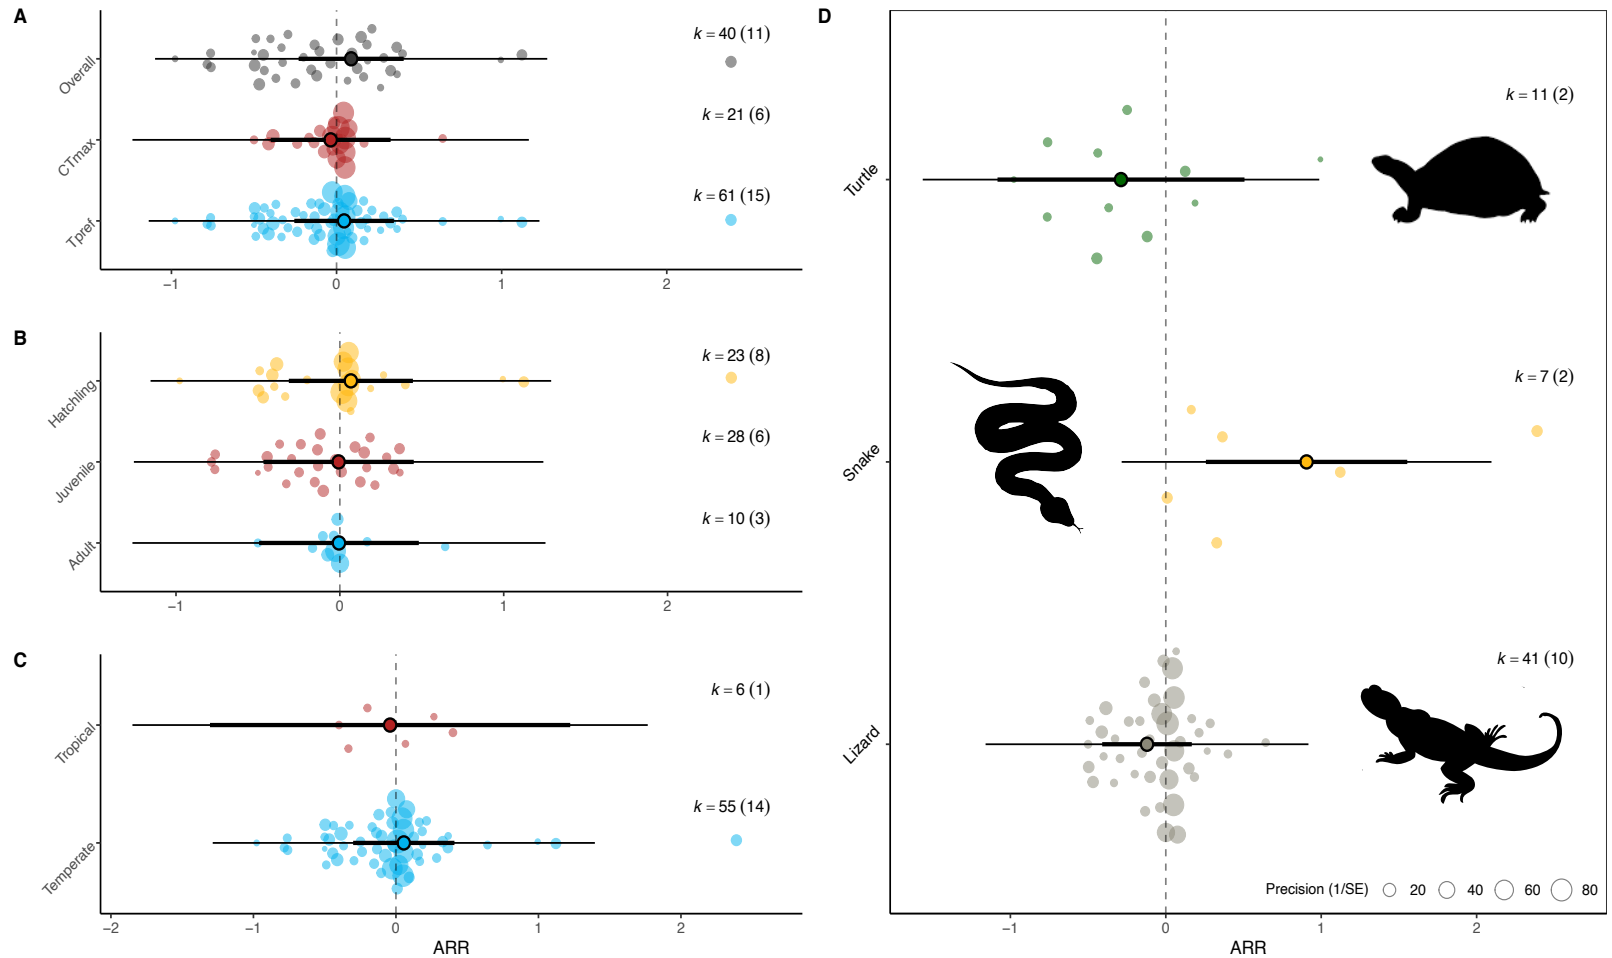 A
Overall
k = 40 (11)
CTmax
k = 21 (6)
Tpref
k = 61 (15)
−1 0 1 2
B
Hatchling
k = 23 (8)
Juvenile
k = 28 (6)
Adult
k = 10 (3)
−1 0 1 2
C
Tropical
k = 6 (1)
Temperate
k = 55 (14)
−2 −1 0 1 2
ARR
D
Turtle
k = 11 (2)
Snake
k = 7 (2)
Lizard
k = 41 (10)
Precision (1/SE) 20 40 60 80
−1 0 1 2
ARR